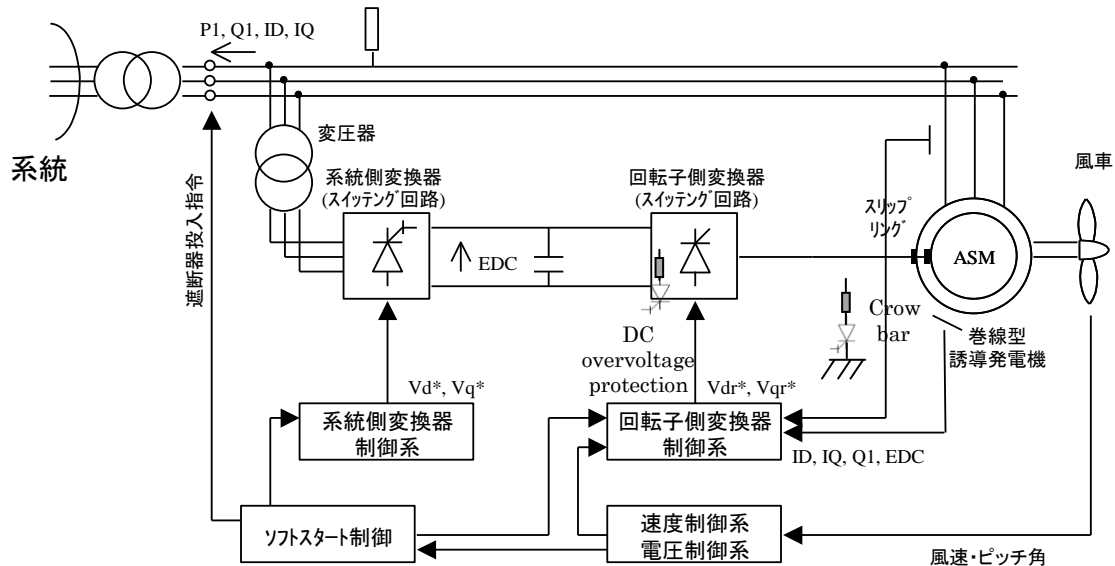 P1, Q1, ID, IQ
系統
変圧器
遮断器投入指令
系統側変換器
(スイッテング回路)
回転子側変換器
(スイッテング回路)
風車
スリップ
リング
ASM
EDC
Crow
bar
巻線型
誘導発電機
DC
overvoltage
protection
Vd*, Vq*
Vdr*, Vqr*
系統側変換器
制御系
回転子側変換器
制御系
ID, IQ, Q1, EDC
ソフトスタート制御
速度制御系
電圧制御系
風速・ピッチ角